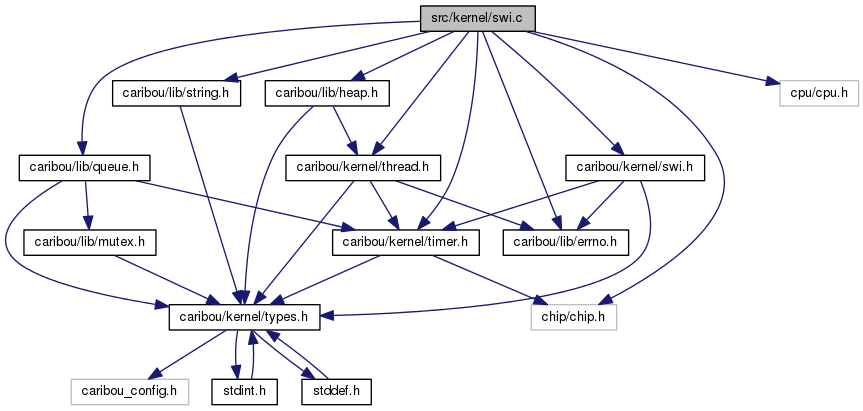 src/kernel/swi.c
caribou/lib/string.h
caribou/lib/heap.h
cpu/cpu.h
caribou/lib/queue.h
caribou/kernel/thread.h
caribou/kernel/swi.h
caribou/lib/mutex.h
caribou/kernel/timer.h
caribou/lib/errno.h
caribou/kernel/types.h
chip/chip.h
caribou_config.h
stdint.h
stddef.h